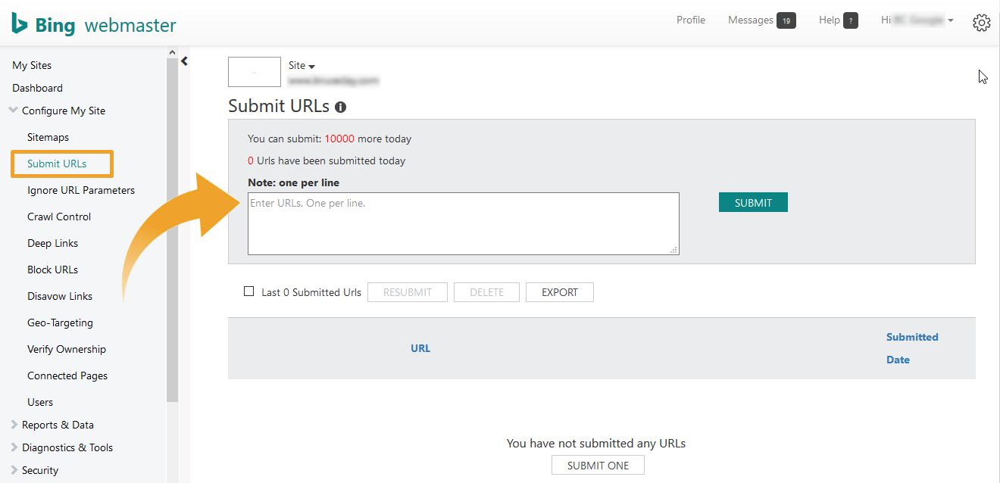 Bing webmaster
Profile
Messages 19
Help ?
Hi
My Sites
Dashboard
Configure My Site
Sitemaps
Submit URLs
Ignore URL Parameters
Crawl Control
Deep Links
Block URLs
Disavow Links
Geo-Targeting
Verify Ownership
Connected Pages
Users
Reports & Data
Diagnostics & Tools
Security
Site
Submit URLs
You can submit: 10000 more today
0 Urls have been submitted today
Note: one per line
Enter URLs. One per line.
SUBMIT
Last 0 Submitted Urls
RESUBMIT
DELETE
EXPORT
URL
Submitted
Date
You have not submitted any URLs
SUBMIT ONE